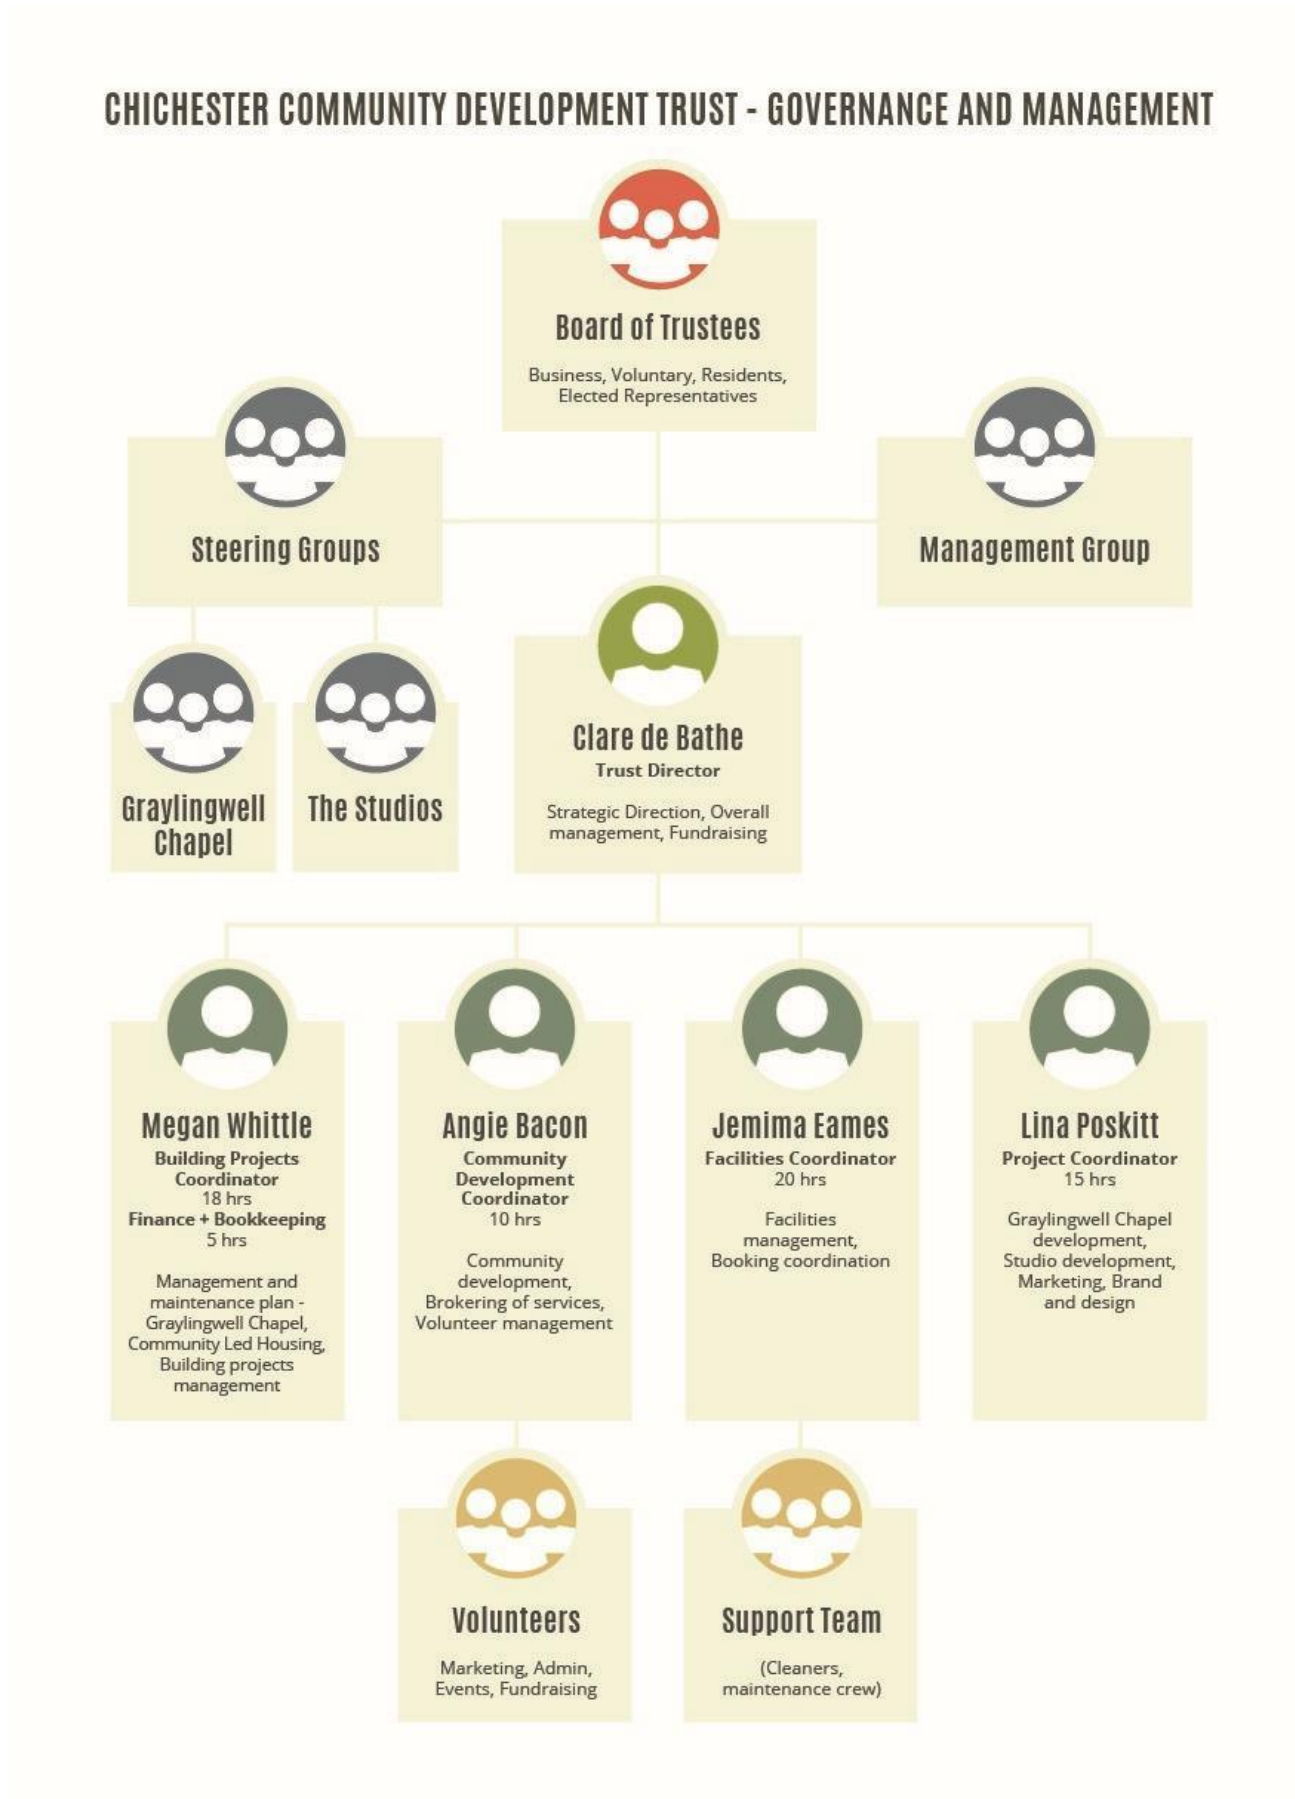 CHICHESTER COMMUNITY DEVELOPMENT TRUST - GOVERNANCE AND MANAGEMENT
Board of Trustees
Business, Voluntary, Residents,
Elected Representatives
Steering Groups
Management Group
Graylingwell
Chapel
The Studios
Clare de Bathe
Trust Director
Strategic Direction, Overall
management, Fundraising
Megan Whittle
Building Projects
Coordinator
18 hrs
Finance + Bookkeeping
5 hrs
Management and
maintenance plan -
Graylingwell Chapel,
Community Led Housing,
Building projects
management
Angie Bacon
Community
Development
Coordinator
10 hrs
Community
development,
Brokering of services,
Volunteer management
Jemima Eames
Facilities Coordinator
20 hrs
Facilities
management,
Booking coordination
Lina Poskitt
Project Coordinator
15 hrs
Graylingwell Chapel
development,
Studio development,
Marketing, Brand
and design
Volunteers
Marketing, Admin,
Events, Fundraising
Support Team
(Cleaners,
maintenance crew)